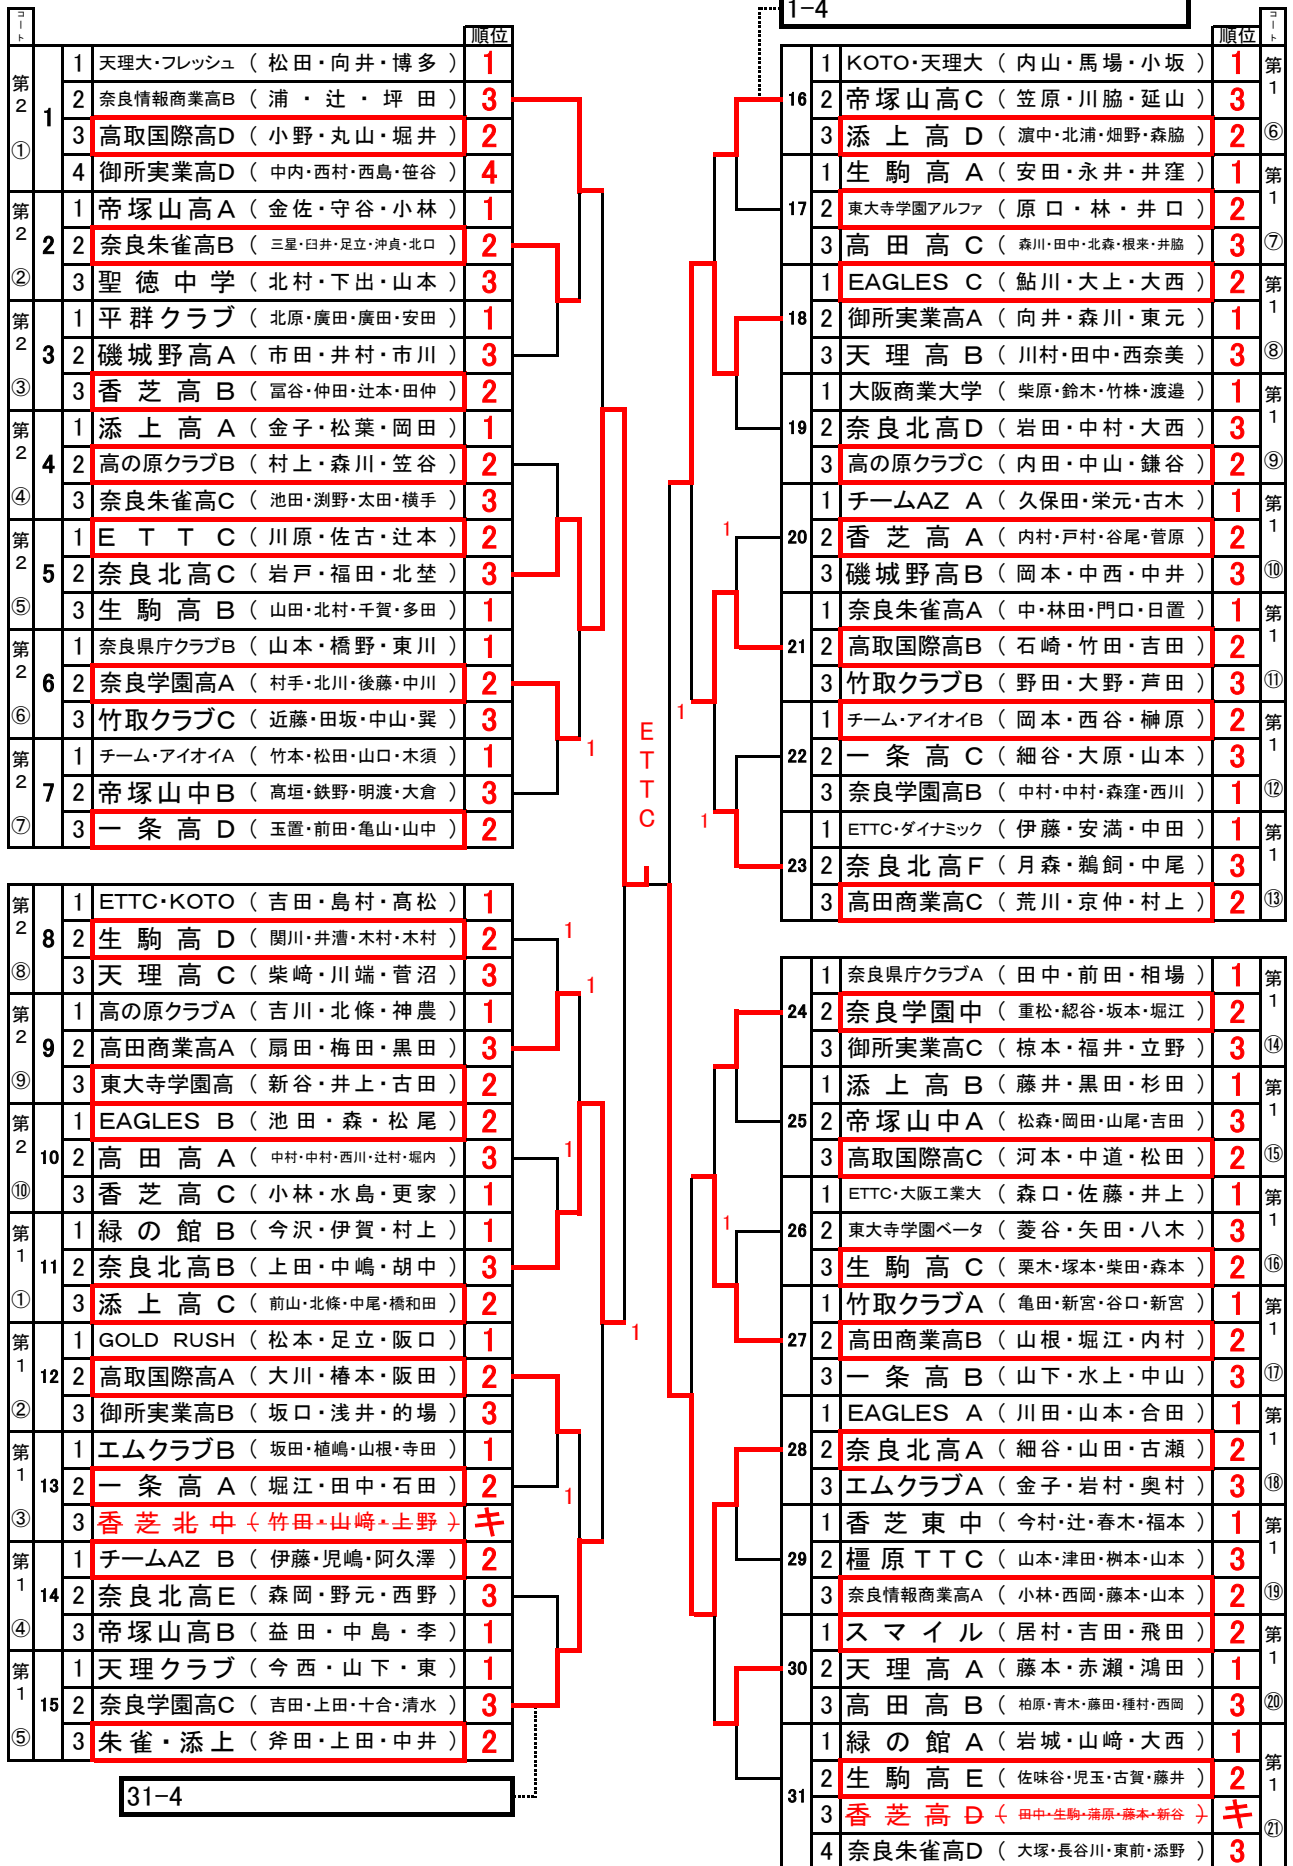 コート 順位
第2① 1
1 天理大・フレッシュ ( 松田・向井・博多 ) 1
2 奈良情報商業高B ( 浦・辻・坪田 ) 3
3 高取国際高D ( 小野・丸山・堀井 ) 2
4 御所実業高D ( 中内・西村・西島・笹谷 ) 4
第2② 2
1 帝塚山高A ( 金佐・守谷・小林 ) 1
2 奈良朱雀高B ( 三星・臼井・足立・沖貞・北口 ) 2
3 聖徳中学 ( 北村・下出・山本 ) 3
第2③ 3
1 平群クラブ ( 北原・廣田・廣田・安田 ) 1
2 磯城野高A ( 市田・井村・市川 ) 3
3 香芝高B ( 冨谷・仲田・辻本・田仲 ) 2
第2④ 4
1 添上高A ( 金子・松葉・岡田 ) 1
2 高の原クラブB ( 村上・森川・笠谷 ) 2
3 奈良朱雀高C ( 池田・渕野・太田・横手 ) 3
第2⑤ 5
1 ETTC ( 川原・佐古・辻本 ) 2
2 奈良北高C ( 岩戸・福田・北埜 ) 3
3 生駒高B ( 山田・北村・千賀・多田 ) 1
第2⑥ 6
1 奈良県庁クラブB ( 山本・橋野・東川 ) 1
2 奈良学園高A ( 村手・北川・後藤・中川 ) 2
3 竹取クラブC ( 近藤・田坂・中山・巽 ) 3
第2⑦ 7
1 チーム・アイオイA ( 竹本・松田・山口・木須 ) 1
2 帝塚山中B ( 髙垣・鉄野・明渡・大倉 ) 3
3 一条高D ( 玉置・前田・亀山・山中 ) 2
1
第2⑧ 8
1 ETTC・KOTO ( 吉田・島村・髙松 ) 1
2 生駒高D ( 関川・井漕・木村・木村 ) 2
3 天理高C ( 柴﨑・川端・菅沼 ) 3
第2⑨ 9
1 高の原クラブA ( 吉川・北條・神農 ) 1
2 高田商業高A ( 扇田・梅田・黒田 ) 3
3 東大寺学園高 ( 新谷・井上・古田 ) 2
第2⑩ 10
1 EAGLES B ( 池田・森・松尾 ) 2
2 高田高A ( 中村・中村・西川・辻村・堀内 ) 3
3 香芝高C ( 小林・水島・更家 ) 1
第1① 11
1 緑の館B ( 今沢・伊賀・村上 ) 1
2 奈良北高B ( 上田・中嶋・胡中 ) 3
3 添上高C ( 前山・北條・中尾・橋和田 ) 2
第1② 12
1 GOLD RUSH ( 松本・足立・阪口 ) 1
2 高取国際高A ( 大川・椿本・阪田 ) 2
3 御所実業高B ( 坂口・浅井・的場 ) 3
第1③ 13
1 エムクラブB ( 坂田・植嶋・山根・寺田 ) 1
2 一条高A ( 堀江・田中・石田 ) 2
3 香芝北中 ( 竹田・山﨑・上野 ) キ
第1④ 14
1 チームAZ B ( 伊藤・児嶋・阿久澤 ) 2
2 奈良北高E ( 森岡・野元・西野 ) 3
3 帝塚山高B ( 益田・中島・李 ) 1
第1⑤ 15
1 天理クラブ ( 今西・山下・東 ) 1
2 奈良学園高C ( 吉田・上田・十合・清水 ) 3
3 朱雀・添上 ( 斧田・上田・中井 ) 2
31-4
1
1
1
1
1
ETTC
1-4
コート 順位
第1⑥ 16
1 KOTO・天理大 ( 内山・馬場・小坂 ) 1
2 帝塚山高C ( 笠原・川脇・延山 ) 3
3 添上高D ( 濵中・北浦・畑野・森脇 ) 2
第1⑦ 17
1 生駒高A ( 安田・永井・井窪 ) 1
2 東大寺学園アルファ ( 原口・林・井口 ) 2
3 高田高C ( 森川・田中・北森・根来・井脇 ) 3
第1⑧ 18
1 EAGLES C ( 鮎川・大上・大西 ) 2
2 御所実業高A ( 向井・森川・東元 ) 1
3 天理高B ( 川村・田中・西奈美 ) 3
第1⑨ 19
1 大阪商業大学 ( 柴原・鈴木・竹株・渡邉 ) 1
2 奈良北高D ( 岩田・中村・大西 ) 3
3 高の原クラブC ( 内田・中山・鎌谷 ) 2
第1⑩ 20
1 チームAZ A ( 久保田・栄元・古木 ) 1
2 香芝高A ( 内村・戸村・谷尾・菅原 ) 2
3 磯城野高B ( 岡本・中西・中井 ) 3
第1⑪ 21
1 奈良朱雀高A ( 中・林田・門口・日置 ) 1
2 高取国際高B ( 石崎・竹田・吉田 ) 2
3 竹取クラブB ( 野田・大野・芦田 ) 3
第1⑫ 22
1 チーム・アイオイB ( 岡本・西谷・榊原 ) 2
2 一条高C ( 細谷・大原・山本 ) 3
3 奈良学園高B ( 中村・中村・森窪・西川 ) 1
第1⑬ 23
1 ETTC・ダイナミック ( 伊藤・安満・中田 ) 1
2 奈良北高F ( 月森・鵜飼・中尾 ) 3
3 高田商業高C ( 荒川・京仲・村上 ) 2
1
1
1
第1⑭ 24
1 奈良県庁クラブA ( 田中・前田・相場 ) 1
2 奈良学園中 ( 重松・綛谷・坂本・堀江 ) 2
3 御所実業高C ( 椋本・福井・立野 ) 3
第1⑮ 25
1 添上高B ( 藤井・黒田・杉田 ) 1
2 帝塚山中A ( 松森・岡田・山尾・吉田 ) 3
3 高取国際高C ( 河本・中道・松田 ) 2
第1⑯ 26
1 ETTC・大阪工業大 ( 森口・佐藤・井上 ) 1
2 東大寺学園ベータ ( 菱谷・矢田・八木 ) 3
3 生駒高C ( 栗木・塚本・柴田・森本 ) 2
第1⑰ 27
1 竹取クラブA ( 亀田・新宮・谷口・新宮 ) 1
2 高田商業高B ( 山根・堀江・内村 ) 2
3 一条高B ( 山下・水上・中山 ) 3
第1⑱ 28
1 EAGLES A ( 川田・山本・合田 ) 1
2 奈良北高A ( 細谷・山田・古瀬 ) 2
3 エムクラブA ( 金子・岩村・奥村 ) 3
第1⑲ 29
1 香芝東中 ( 今村・辻・春木・福本 ) 1
2 橿原TTC ( 山本・津田・桝本・山本 ) 3
3 奈良情報商業高A ( 小林・西岡・藤本・山本 ) 2
第1⑳ 30
1 スマイル ( 居村・吉田・飛田 ) 2
2 天理高A ( 藤本・赤瀬・鴻田 ) 1
3 高田高B ( 柏原・青木・藤田・種村・西岡 ) 3
第1㉑ 31
1 緑の館A ( 岩城・山﨑・大西 ) 1
2 生駒高E ( 佐味谷・児玉・古賀・藤井 ) 2
3 香芝高D ( 田中・生駒・蒲原・藤本・新谷 ) キ
4 奈良朱雀高D ( 大塚・長谷川・東前・添野 ) 3
1